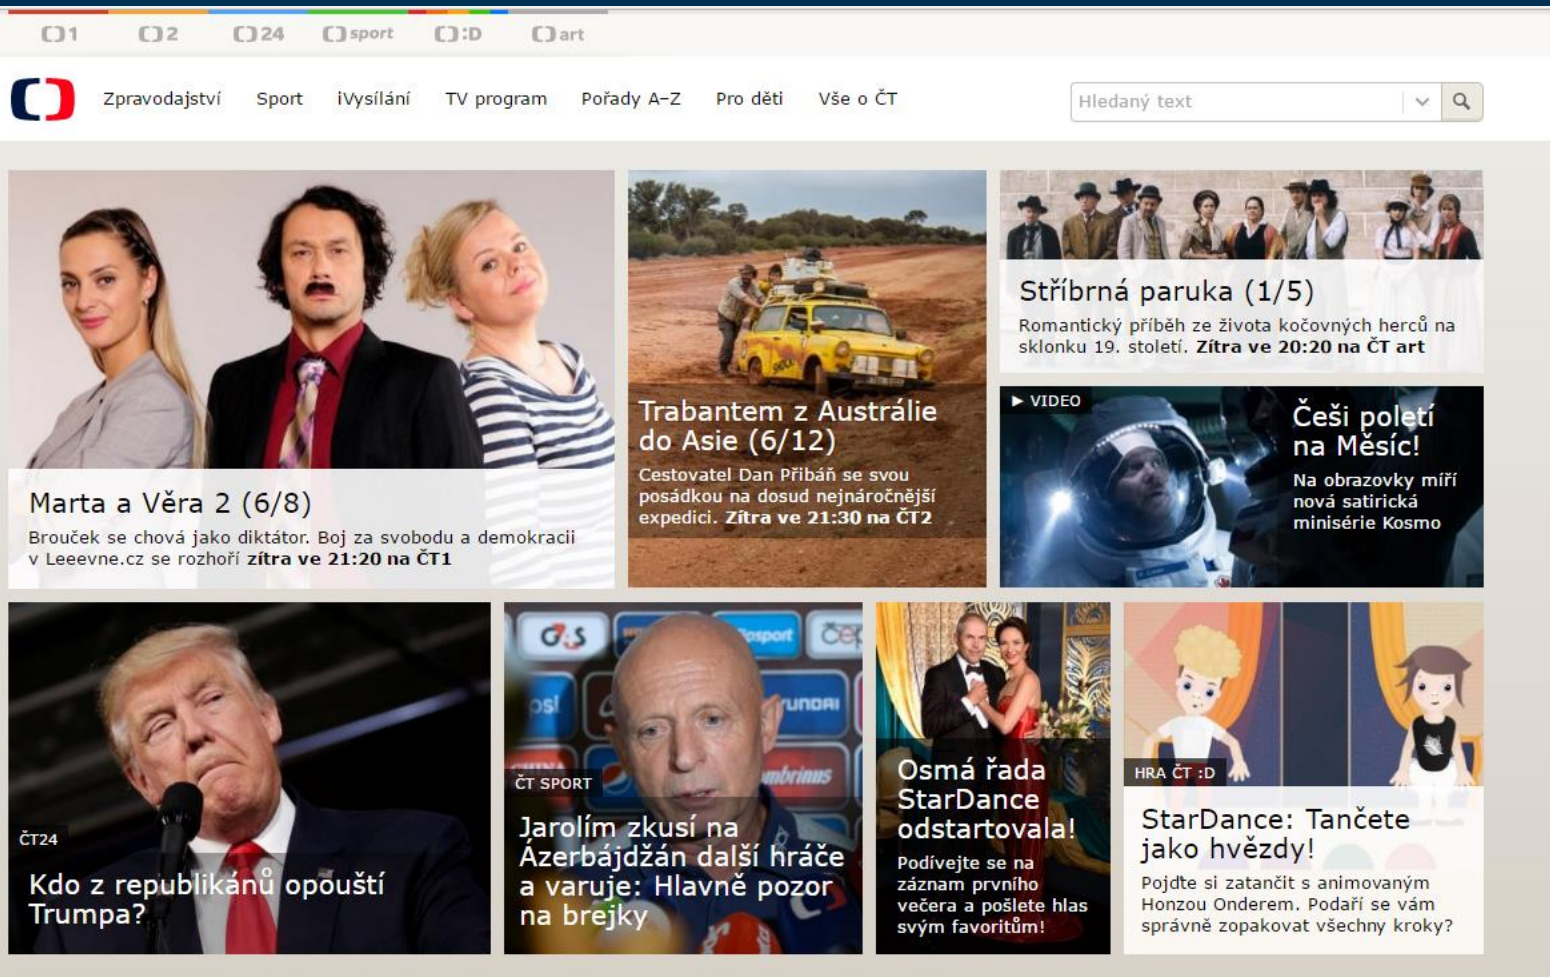 1
2
24
sport
:D
art
Zpravodajství Sport iVysílání TV program Pořady A–Z Pro děti Vše o ČT
Hledaný text
Marta a Věra 2 (6/8)
Brouček se chová jako diktátor. Boj za svobodu a demokracii
v Leeevne.cz se rozhoří zítra ve 21:20 na ČT1
Trabantem z Austrálie
do Asie (6/12)
Cestovatel Dan Přibáň se svou
posádkou na dosud nejnáročnější
expedici. Zítra ve 21:30 na ČT2
Stříbrná paruka (1/5)
Romantický příběh ze života kočovných herců na
sklonku 19. století. Zítra ve 20:20 na ČT art
VIDEO
Češi poletí
na Měsíc!
Na obrazovky míří
nová satirická
minisérie Kosmo
ČT24
Kdo z republikánů opouští
Trumpa?
G4S
psl
HYUNDAI
ČT SPORT
Jarolím zkusí na
Ázerbájdžán další hráče
a varuje: Hlavně pozor
na brejky
Osmá řada
StarDance
odstartovala!
Podívejte se na
záznam prvního
večera a pošlete hlas
svým favoritům!
HRA ČT :D
StarDance: Tančete
jako hvězdy!
Pojďte si zatančit s animovaným
Honzou Onderem. Podaří se vám
správně zopakovat všechny kroky?